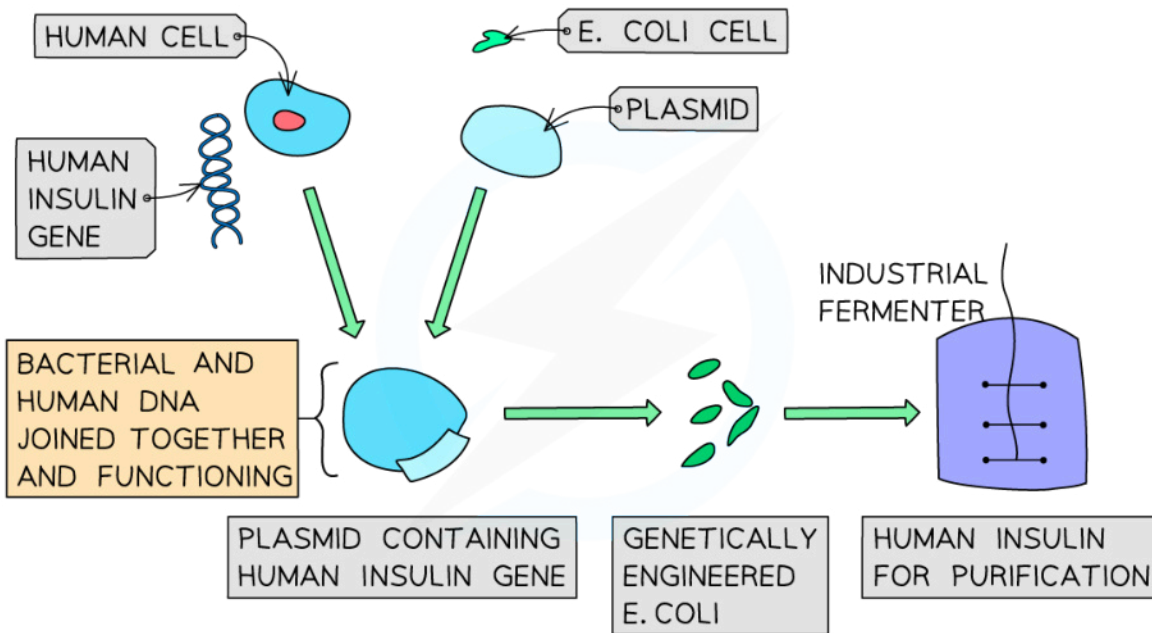 HUMAN CELL
E. COLI CELL
PLASMID
HUMAN
INSULIN
GENE
INDUSTRIAL
FERMENTER
BACTERIAL AND
HUMAN DNA
JOINED TOGETHER
AND FUNCTIONING
PLASMID CONTAINING
HUMAN INSULIN GENE
GENETICALLY
ENGINEERED
E. COLI
HUMAN INSULIN
FOR PURIFICATION